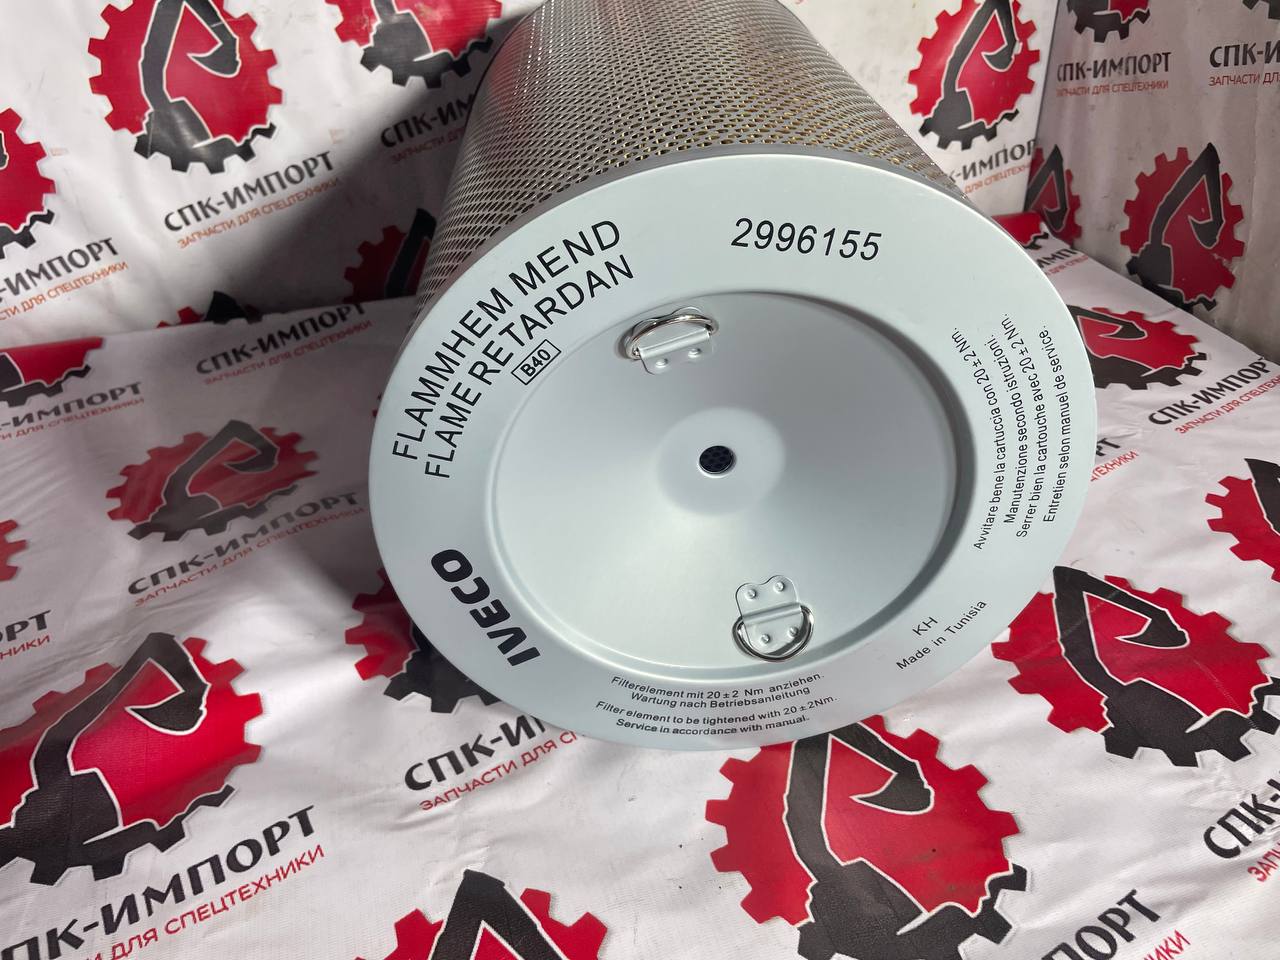 FLAMMHEM MEND
FLAME RETARDAN
B40
2996155
IVECO
Avvitare bene la cartuccia con 20±2 Nm.
Manutenzione secondo istruzioni.
Serrer bien la cartouche avec 20±2 Nm.
Entretien selon manuel de service.
KH
Made in Tunisia
Filterelement mit 20±2 Nm anziehen.
Wartung nach Betriebsanleitung
Filter element to be tightened with 20±2Nm.
Service in accordance with manual.
СПК-ИМПОРТ
ЗАПЧАСТИ ДЛЯ СПЕЦТЕХНИКИ